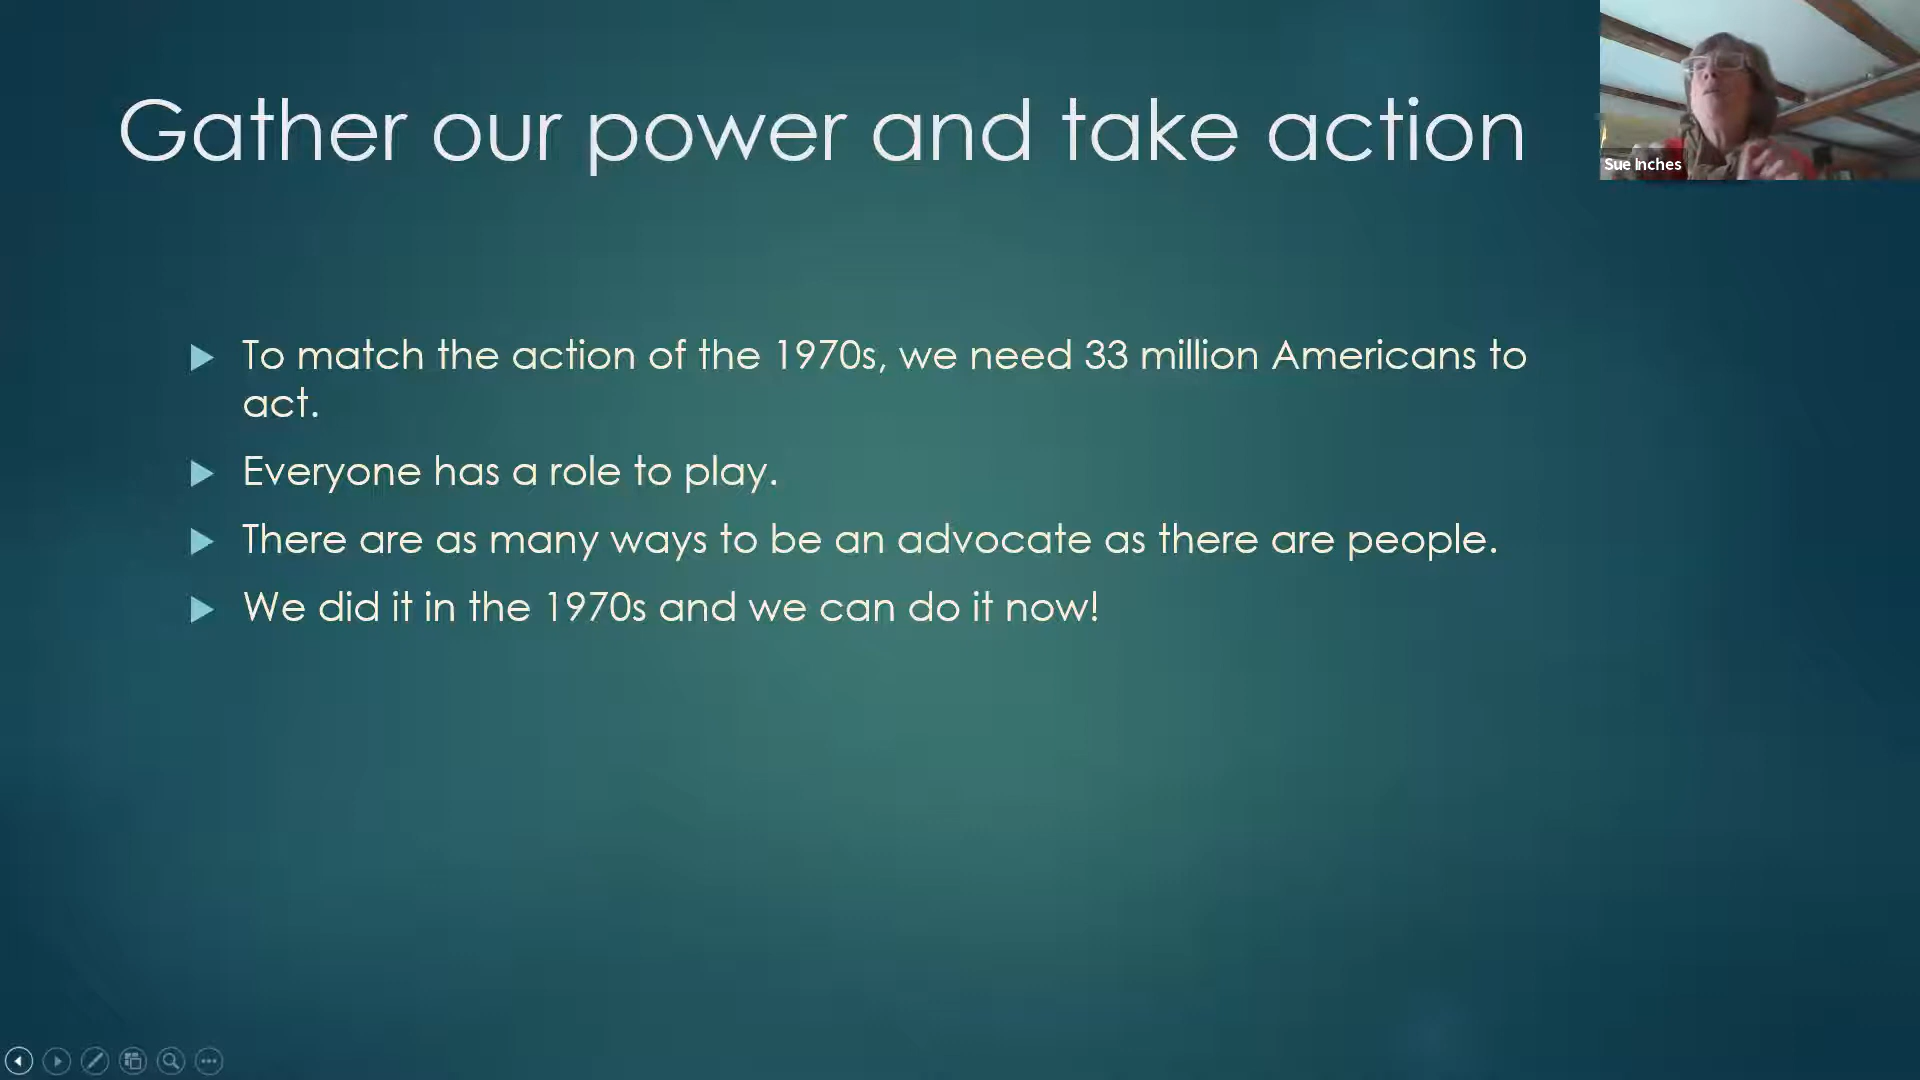 Gather our power and take action
Sue Inches
To match the action of the 1970s, we need 33 million Americans to
act.
Everyone has a role to play.
There are as many ways to be an advocate as there are people.
We did it in the 1970s and we can do it now!